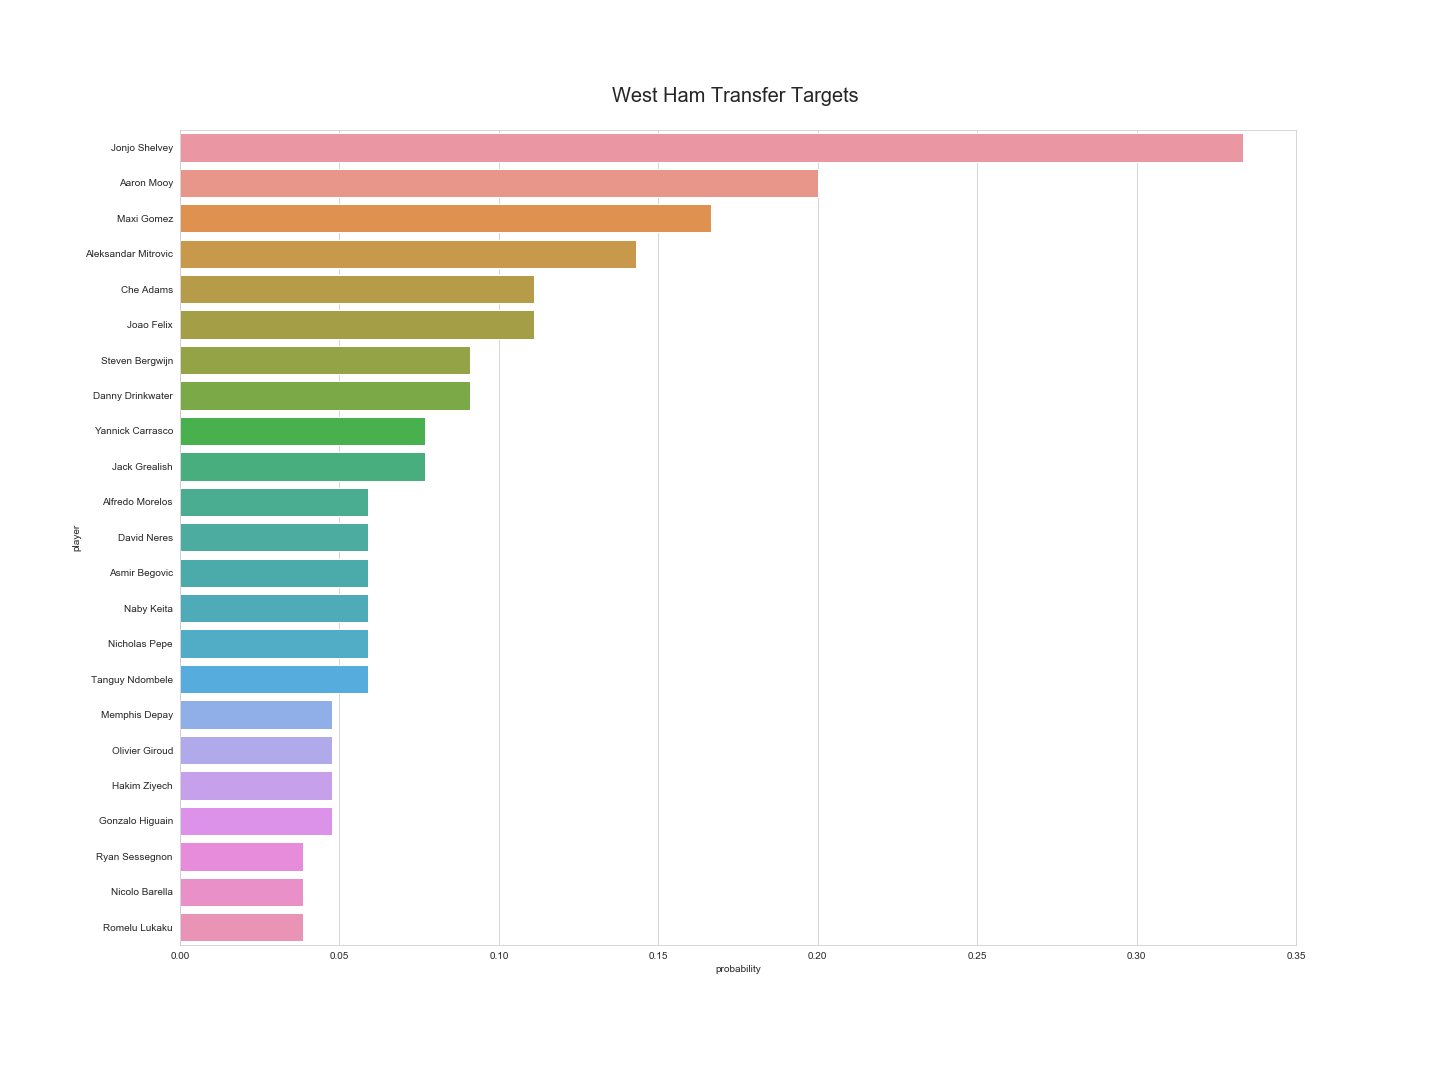 West Ham Transfer Targets
Jonjo Shelvey
Aaron Mooy
Maxi Gomez
Aleksandar Mitrovic
Che Adams
Joao Felix
Steven Bergwijn
Danny Drinkwater
Yannick Carrasco
Jack Grealish
Alfredo Morelos
David Neres
Asmir Begovic
Naby Keita
Nicholas Pepe
Tanguy Ndombele
Memphis Depay
Olivier Giroud
Hakim Ziyech
Gonzalo Higuain
Ryan Sessegnon
Nicolo Barella
Romelu Lukaku
player
0.00 0.05 0.10 0.15 0.20 0.25 0.30 0.35
probability